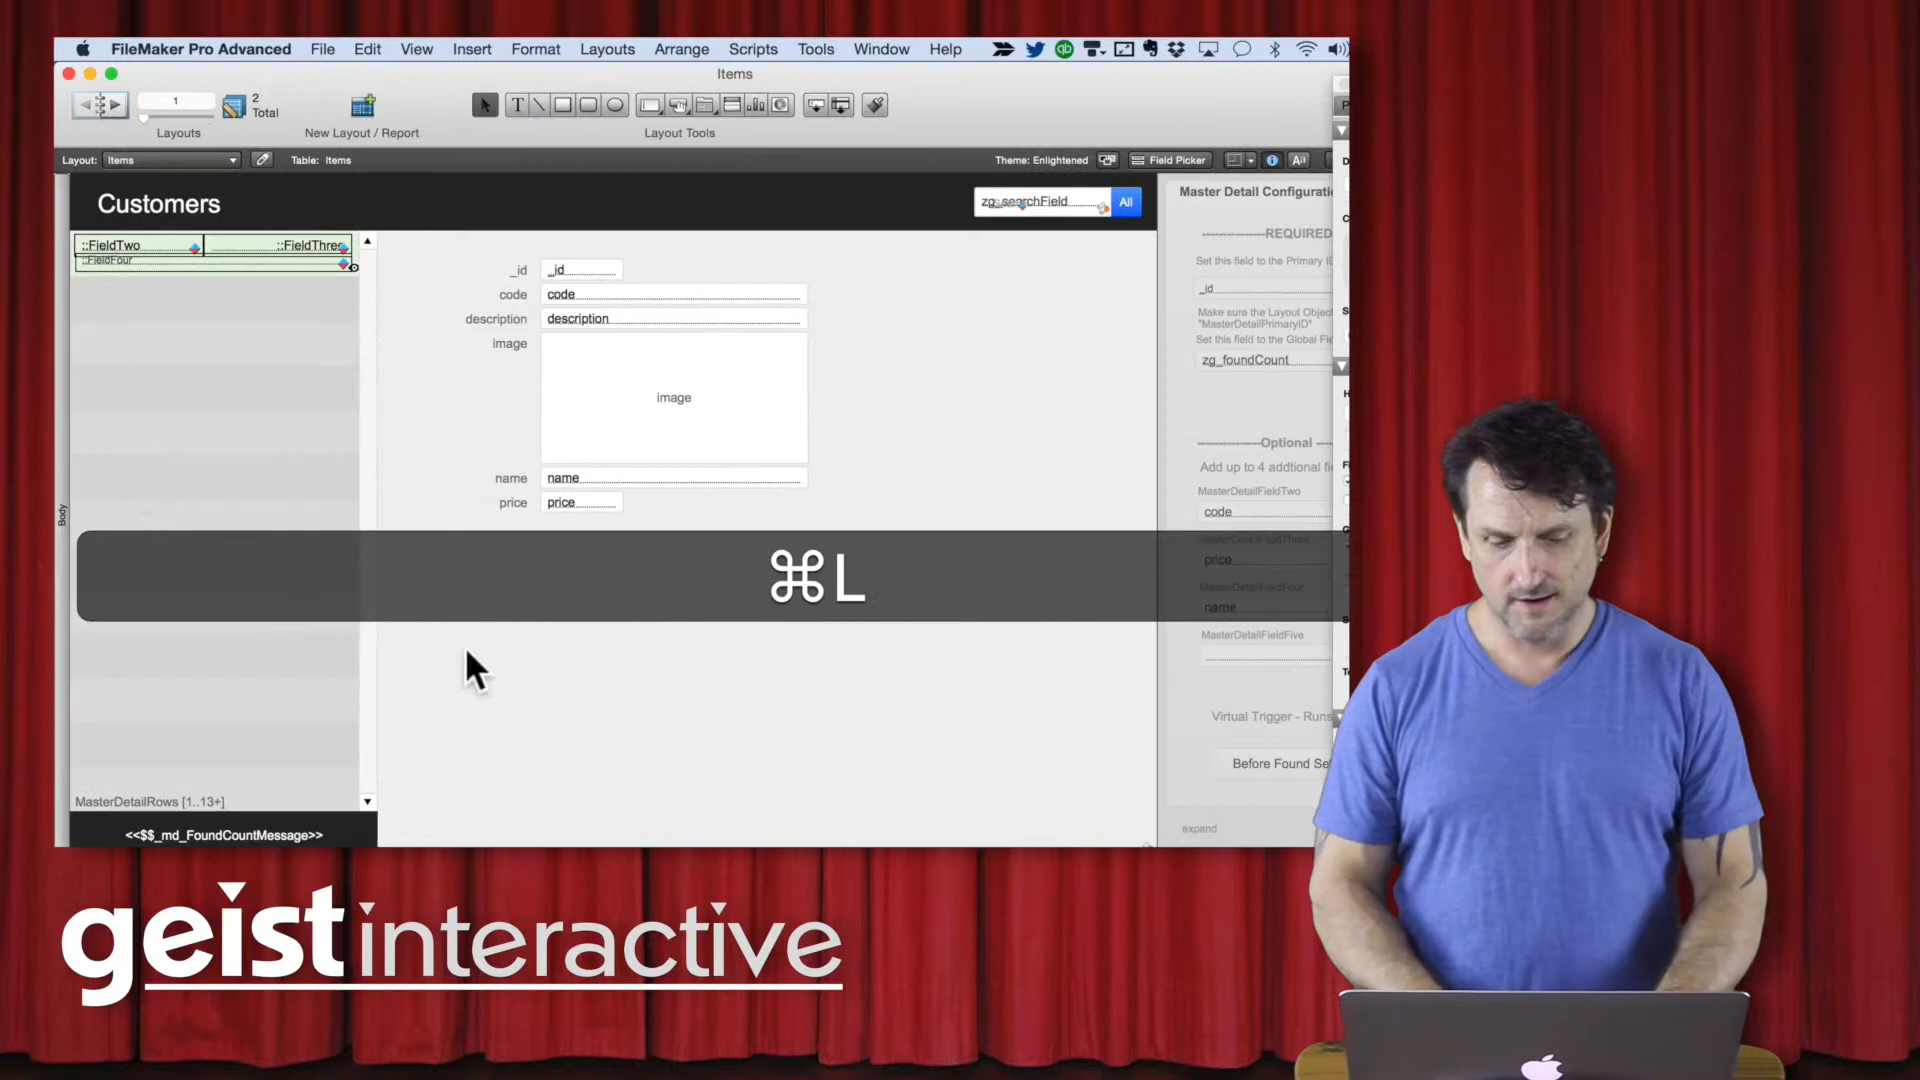 FileMaker Pro Advanced File Edit View Insert Format Layouts Arrange Scripts Tools Window Help
Items
1
2
Total
Layouts
New Layout / Report
T
Layout Tools
Layout: Items
Table: Items
Theme: Enlightened
Field Picker
Aa
Customers
zg_searchField
All
Master Detail Configurati
::FieldTwo
::FieldThree
::FieldFour
_id
_id
code
code
description
description
image
image
name
name
price
price
-REQUIRED
Set this field to the Primary I
_id
Make sure the Layout Objec
"MasterDetailPrimaryID"
Set this field to the Global Fie
zg_foundCount
Optional
Add up to 4 addtional fi
MasterDetailFieldTwo
code
MasterDetailFieldThree
price
MasterDetailFieldFour
name
MasterDetailFieldFive
Virtual Trigger - Runs
Before Found Se
expand
Body
⌘L
MasterDetailRows [1..13+]
<<$$_md_FoundCountMessage>>
geistinteractive